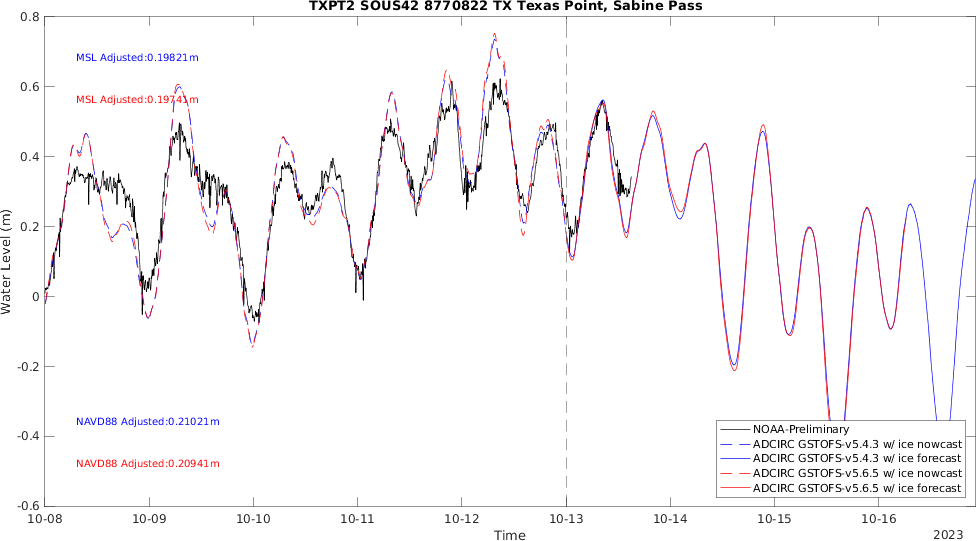 TXPT2 SOUS42 8770822 TX Texas Point, Sabine Pass
0.8
0.6
0.4
0.2
0
-0.2
-0.4
-0.6
Water Level (m)
MSL Adjusted:0.19821m
MSL Adjusted:0.19741m
NAVD88 Adjusted:0.21021m
NAVD88 Adjusted:0.20941m
NOAA-Preliminary
ADCIRC GSTOFS-v5.4.3 w/ ice nowcast
ADCIRC GSTOFS-v5.4.3 w/ ice forecast
ADCIRC GSTOFS-v5.6.5 w/ ice nowcast
ADCIRC GSTOFS-v5.6.5 w/ ice forecast
10-08 10-09 10-10 10-11 10-12 10-13 10-14 10-15 10-16
Time
2023